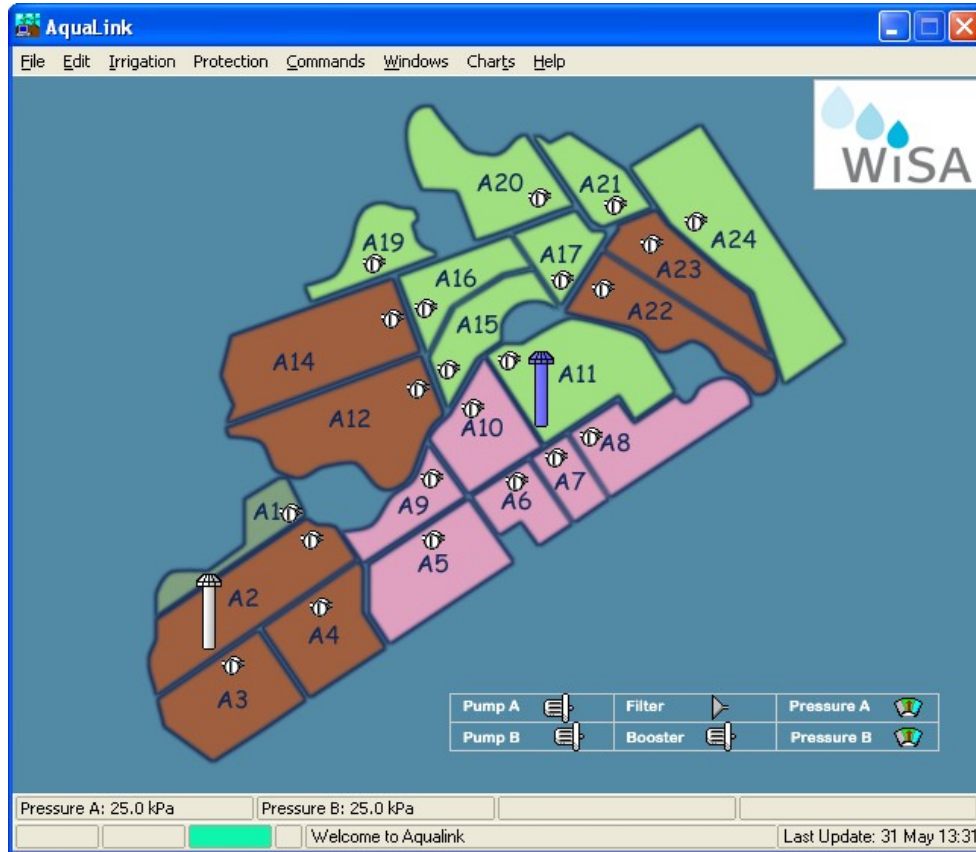 AquaLink
File Edit Irrigation Protection Commands Windows Charts Help
WiSA
A20
A21
A19
A17
A24
A16
A23
A22
A15
A14
A11
A12
A10
A8
A7
A6
A9
A1
A5
A2
A4
A3
Pump A Filter Pressure A
Pump B Booster Pressure B
Pressure A: 25.0 kPa Pressure B: 25.0 kPa
Welcome to Aqualink Last Update: 31 May 13:31